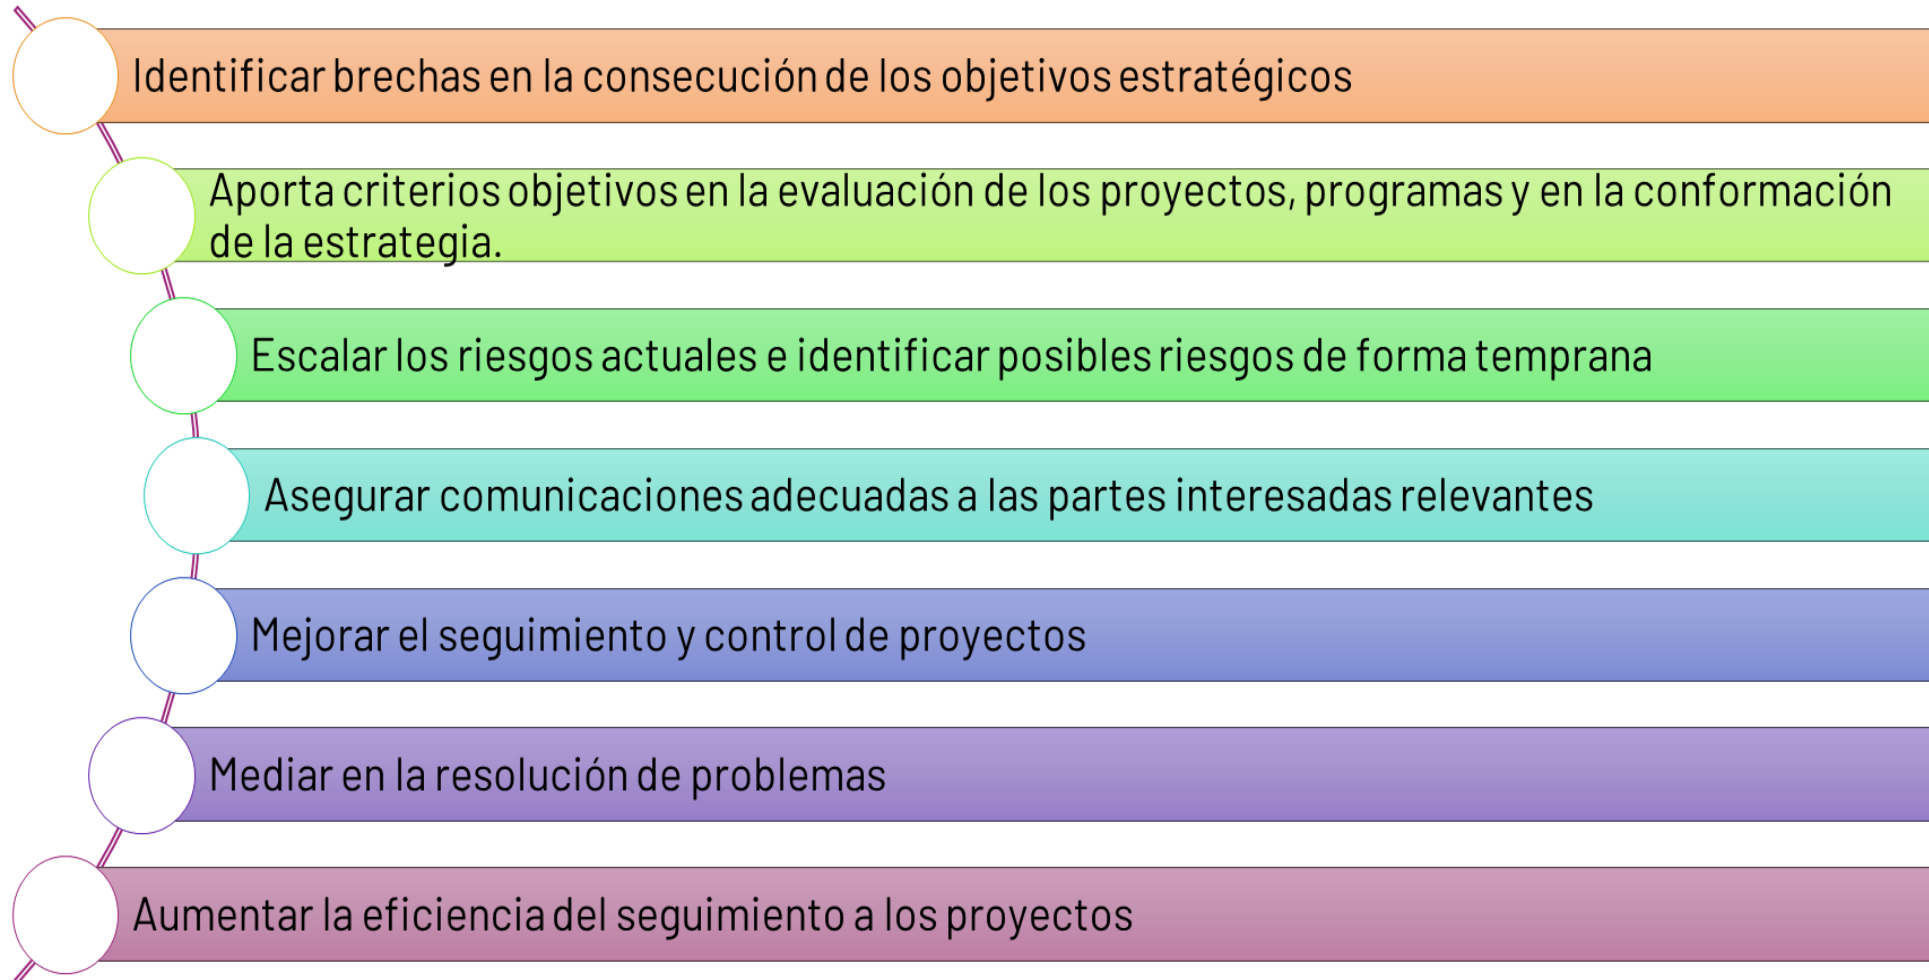 Identificar brechas en la consecución de los objetivos estratégicos
Aporta criterios objetivos en la evaluación de los proyectos, programas y en la conformación
de la estrategia.
Escalar los riesgos actuales e identificar posibles riesgos de forma temprana
Asegurar comunicaciones adecuadas a las partes interesadas relevantes
Mejorar el seguimiento y control de proyectos
Mediar en la resolución de problemas
Aumentar la eficiencia del seguimiento a los proyectos